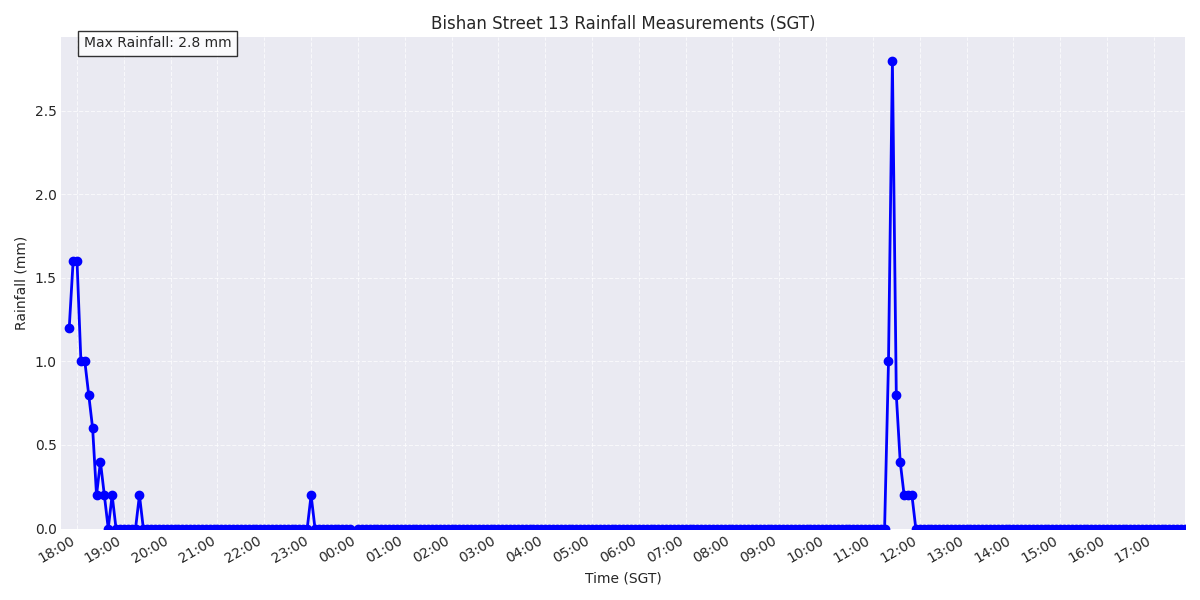 Bishan Street 13 Rainfall Measurements (SGT)
Max Rainfall: 2.8 mm
Rainfall (mm)
2.5
2.0
1.5
1.0
0.5
0.0
18:00 19:00 20:00 21:00 22:00 23:00 00:00 01:00 02:00 03:00 04:00 05:00 06:00 07:00 08:00 09:00 10:00 11:00 12:00 13:00 14:00 15:00 16:00 17:00
Time (SGT)